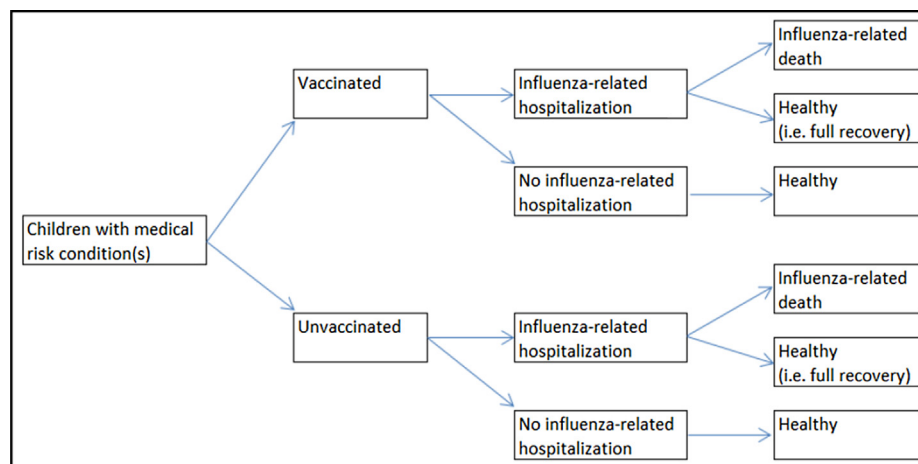 Influenza-related
death
Vaccinated
Influenza-related
hospitalization
Healthy
(i.e. full recovery)
No influenza-related
hospitalization
Healthy
Children with medical
risk condition(s)
Influenza-related
death
Unvaccinated
Influenza-related
hospitalization
Healthy
(i.e. full recovery)
No influenza-related
hospitalization
Healthy